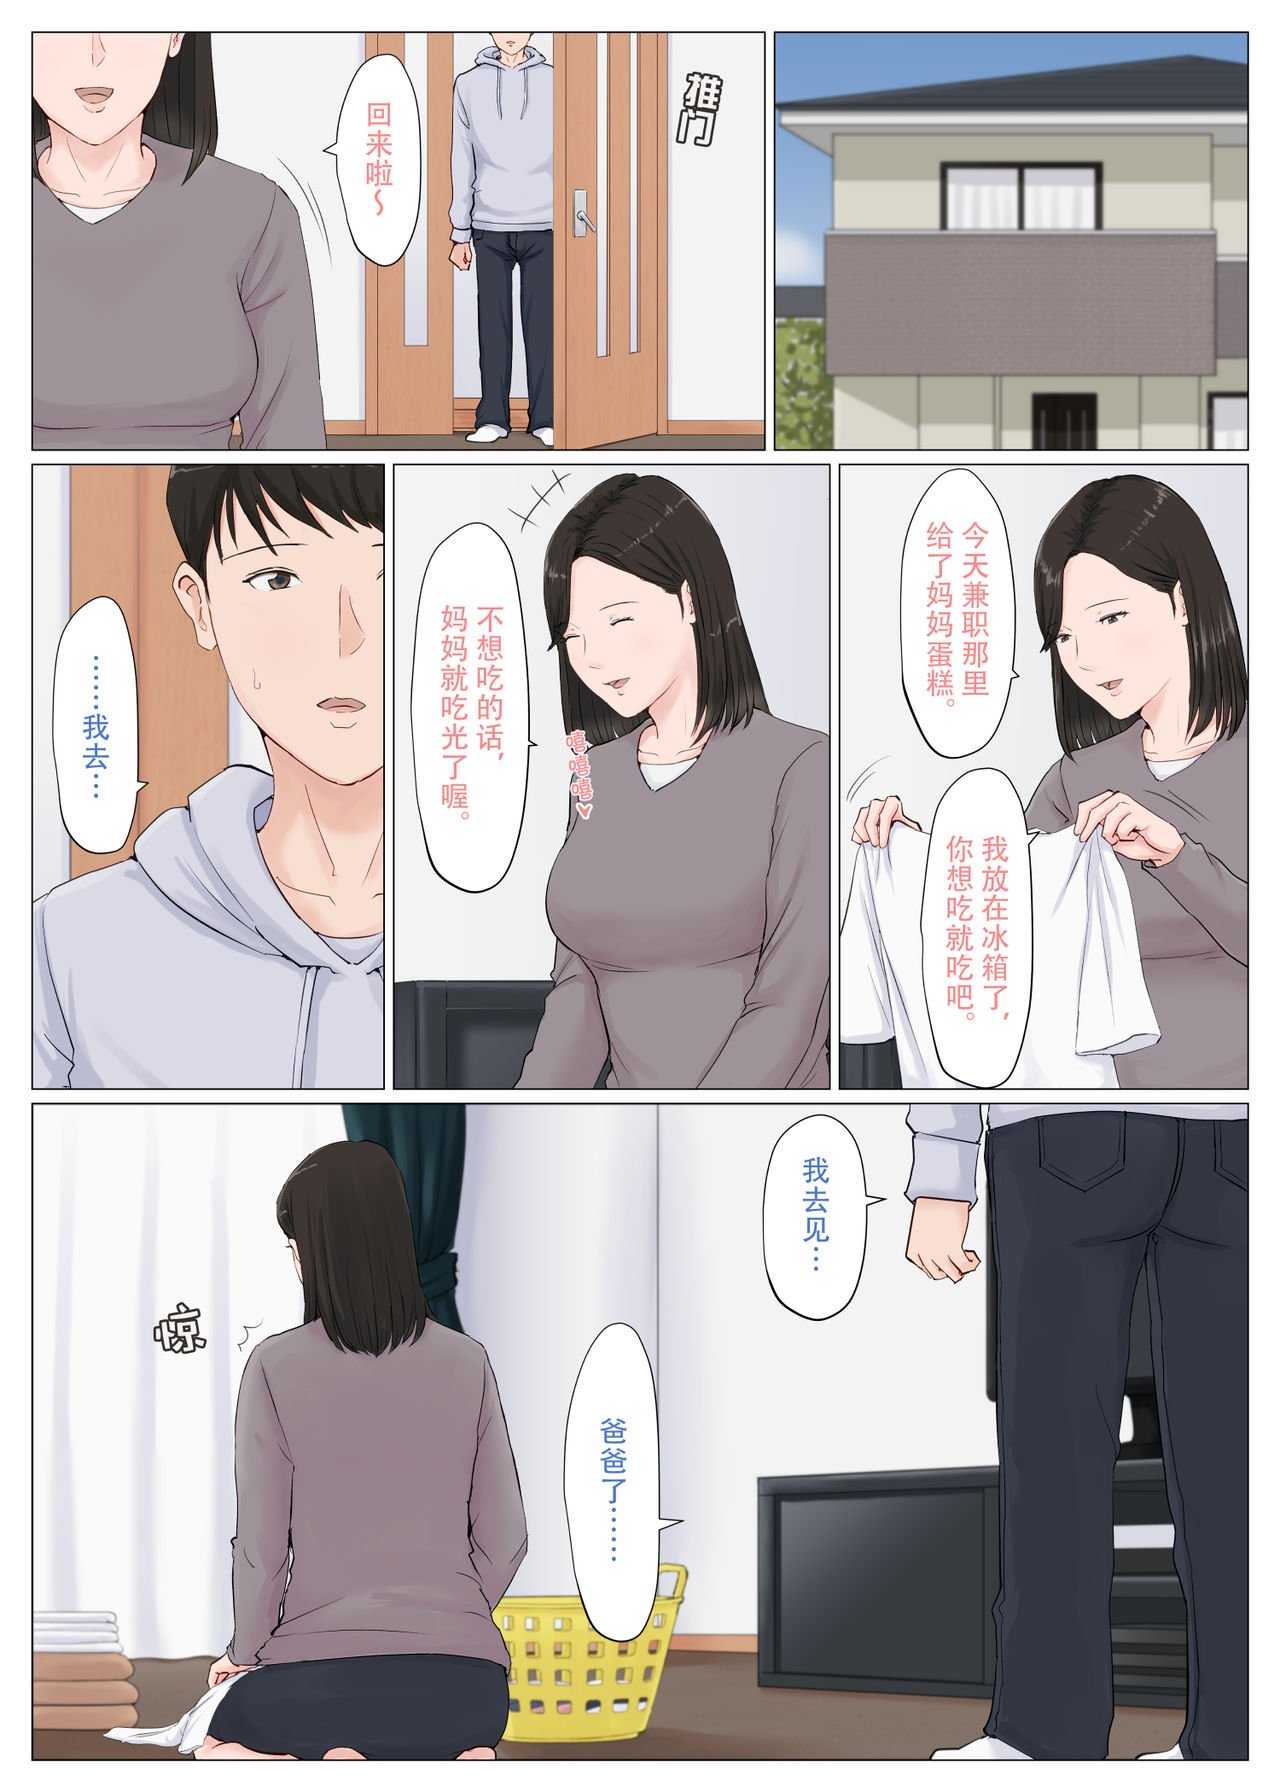 推门
回来啦～
今天兼职那里
给了妈妈蛋糕。
我放在冰箱了，
你想吃就吃吧。
不想吃的话，
妈妈就吃光了喔。
嘻嘻嘻♥
……我去…
我去见…
爸爸了……
惊